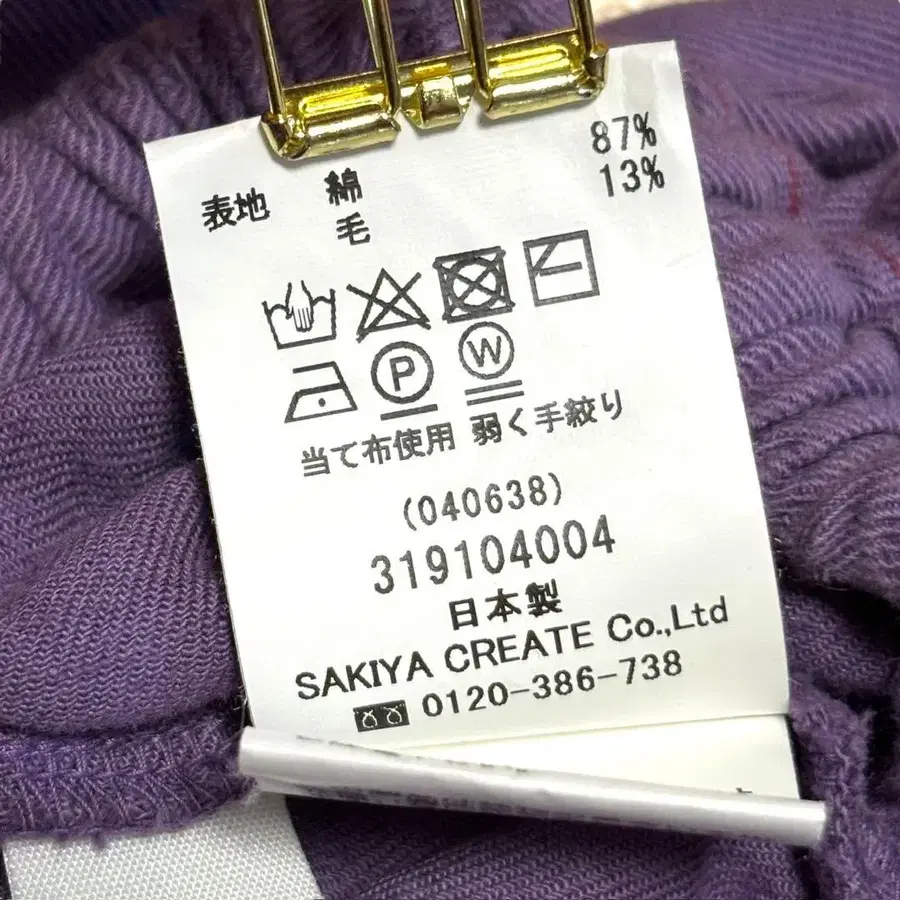 表地 綿 87%
毛 13%
P W
当て布使用 弱く手絞り
(040638)
319104004
日本製
SAKIYA CREATE Co.,Ltd
0120-386-738